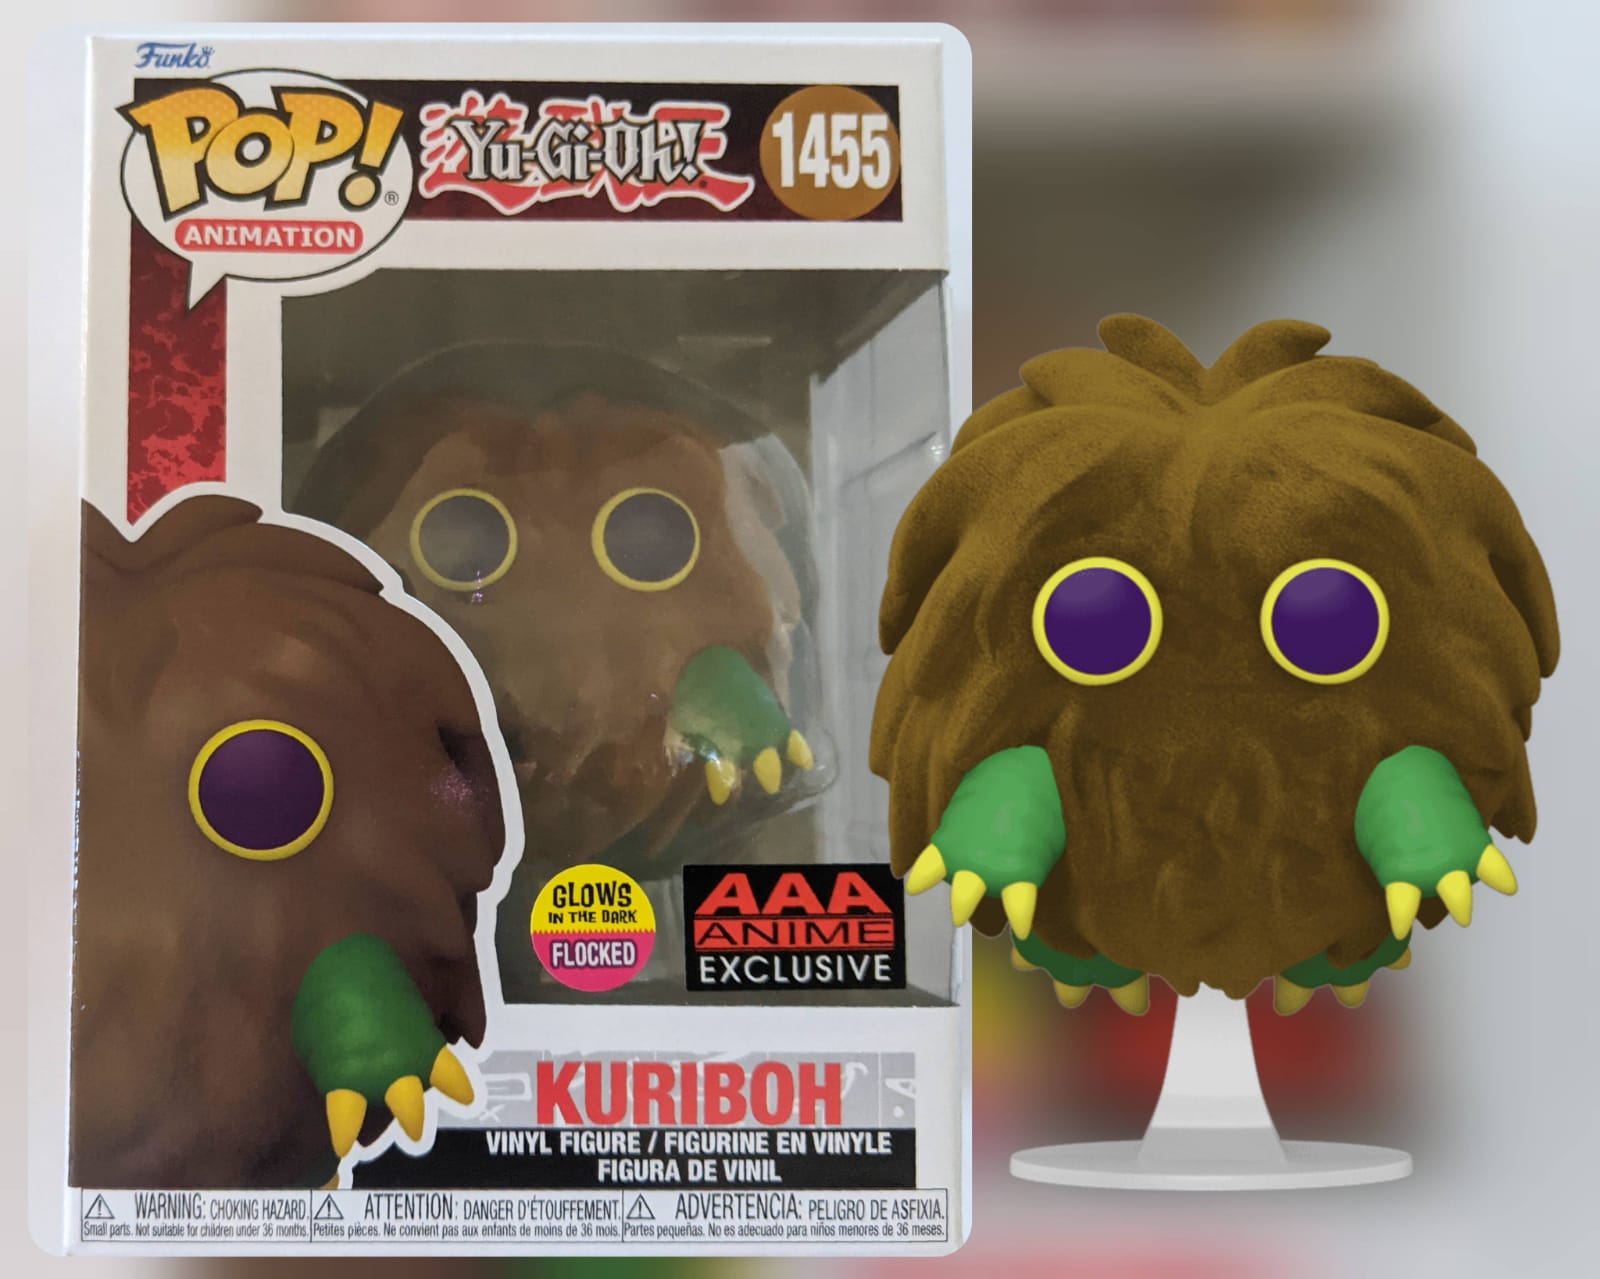 Funko
POP!®
ANIMATION
遊☆戯☆王
Yu-Gi-Oh!
1455
GLOWS
IN THE DARK
FLOCKED
AAA
ANIME
EXCLUSIVE
KURIBOH
VINYL FIGURE / FIGURINE EN VINYLE
FIGURA DE VINIL
WARNING: CHOKING HAZARD.
Small parts. Not suitable for children under 36 months.
ATTENTION: DANGER D'ÉTOUFFEMENT.
Petites pièces. Ne convient pas aux enfants de moins de 36 mois.
ADVERTENCIA: PELIGRO DE ASFIXIA.
Partes pequeñas. No es adecuado para niños menores de 36 meses.